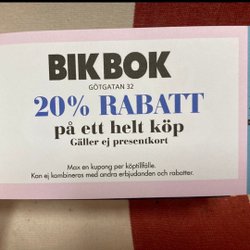 BIKBOK
GÖTGATAN 32
20% RABATT
på ett helt köp
Gäller ej presentkort
Max en kupong per köptillfälle.
Kan ej kombineras med andra erbjudanden och rabatter.